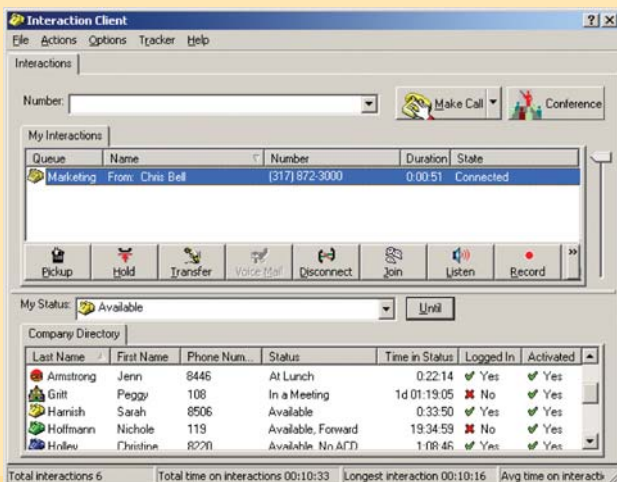 Interaction Client
File Actions Options Tracker Help
Interactions
Number: Make Call Conference
My Interactions
Queue Name Number Duration State
Marketing From: Chris Bell (317) 872-3000 0:00:51 Connected
Pickup Hold Transfer Voice Mail Disconnect Join Listen Record »
My Status: Available Until
Company Directory
Last Name First Name Phone Num... Status Time in Status Logged In Activated
Armstrong Jenn 8446 At Lunch 0:22:14 Yes Yes
Gritt Peggy 108 In a Meeting 1d 01:19:05 No Yes
Harnish Sarah 8506 Available 0:33:50 Yes Yes
Hoffmann Nichole 119 Available, Forward 19:34:59 No Yes
Holley Christine 8220 Available, No ACD 1:08:46 Yes Yes
Total interactions 6 Total time on interactions 00:10:33 Longest interaction 00:10:16 Avg time on interacti